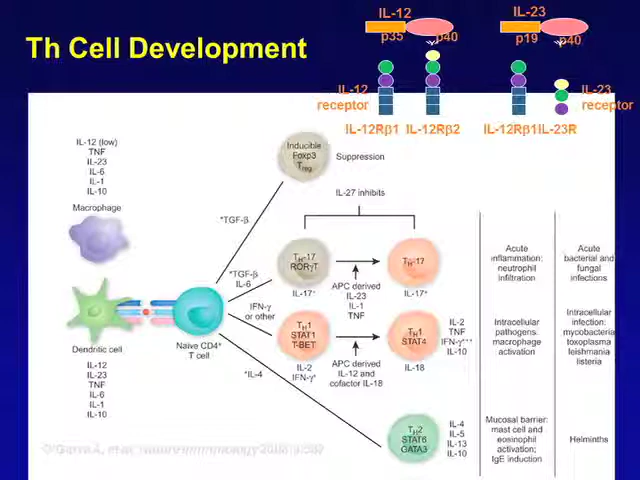 Th Cell Development
IL-12
IL-23
p35
p40
p19
p40
IL-12
receptor
IL-23
receptor
IL-12Rβ1
IL-12Rβ2
IL-12Rβ1
IL-23R
IL-12 (low)
TNF
IL-23
IL-6
IL-1
IL-10
Macrophage
Dendritic cell
IL-12
IL-23
TNF
IL-6
IL-1
IL-10
Naïve CD4+
T cell
*TGF-β
*TGF-β
IL-6
IFN-γ
or other
*IL-4
Inducible
Foxp3
Treg
Suppression
IL-27 inhibits
TH-17
RORγT
IL-17+
APC derived
IL-23
IL-1
TNF
TH-17
IL-17+
TH1
STAT1
T-BET
IL-2
IFN-γ+
APC derived
IL-12 and
cofactor IL-18
TH1
STAT4
IL-18
IL-2
TNF
IFN-γ+++
IL-10
TH2
STAT6
GATA3
IL-4
IL-5
IL-13
IL-10
Acute
inflammation:
neutrophil
infiltration
Acute
bacterial and
fungal
infections
Intracellular
pathogens:
macrophage
activation
Intracellular
infection:
mycobacteria
toxoplasma
leishmania
listeria
Mucosal barrier:
mast cell and
eosinophil
activation;
IgE induction
Helminths